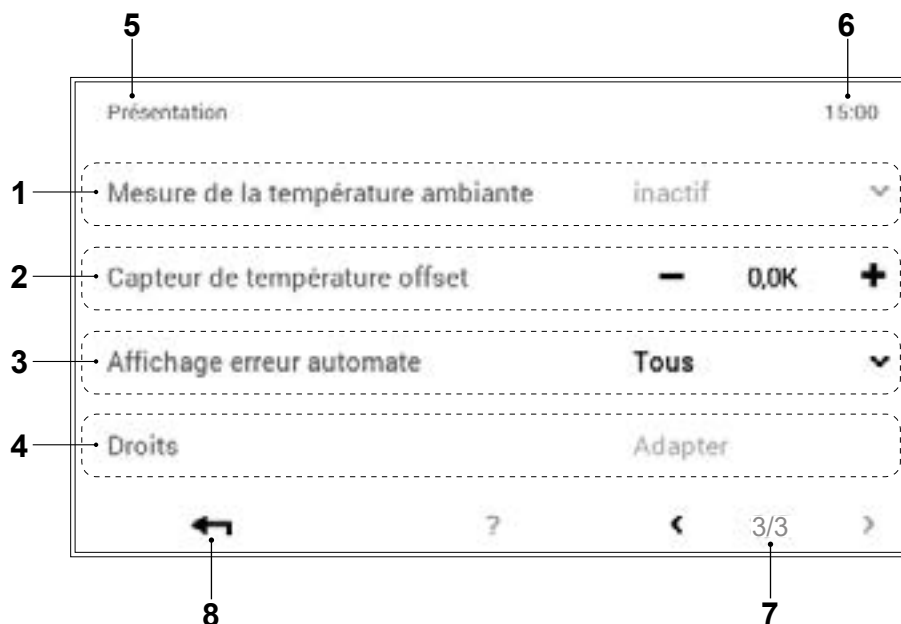 5 6
Présentation 15:00
1 Mesure de la température ambiante inactif
2 Capteur de température offset − 0,0K +
3 Affichage erreur automate Tous
4 Droits Adapter
? < 3/3 >
8 7